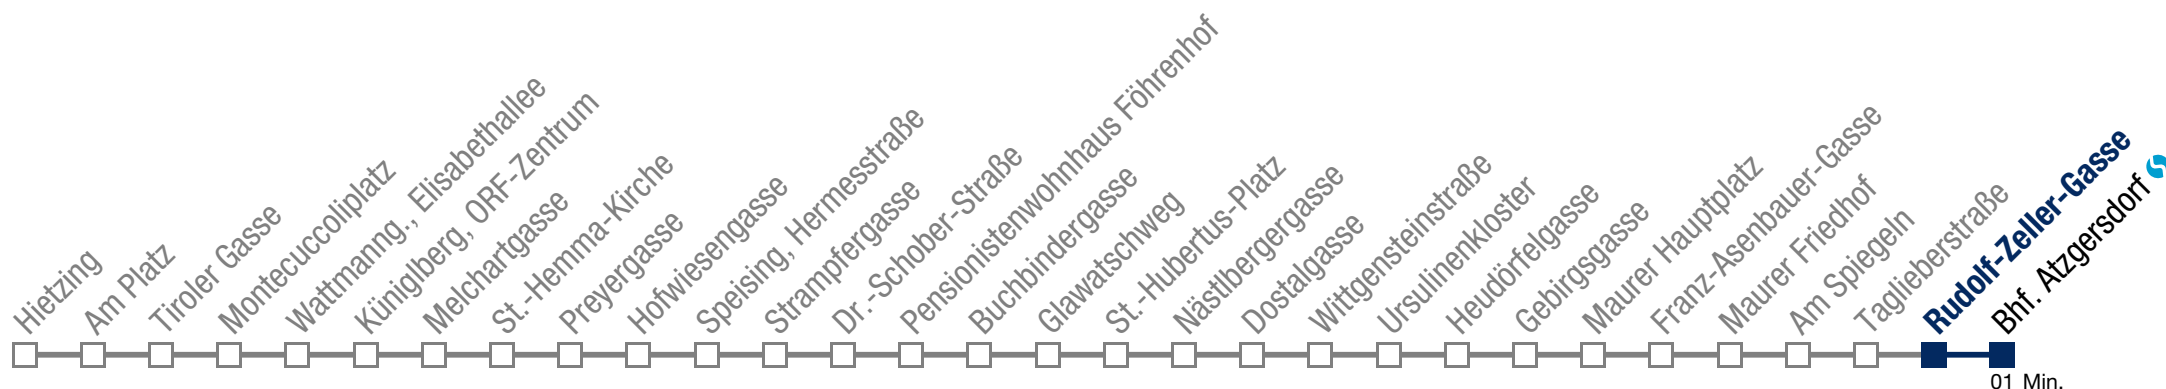 Hietzing
Am Platz
Tiroler Gasse
Montecuccoliplatz
Wattmanng., Elisabethallee
Küniglberg, ORF-Zentrum
Melchartgasse
St.-Hemma-Kirche
Preyergasse
Hofwiesengasse
Speising, Hermesstraße
Strampfergasse
Dr.-Schober-Straße
Pensionistenwohnhaus Föhrenhof
Buchbindergasse
Glawatschweg
St.-Hubertus-Platz
Nästlbergergasse
Dostalgasse
Wittgensteinstraße
Ursulinenkloster
Heudörfelgasse
Gebirgsgasse
Maurer Hauptplatz
Franz-Asenbauer-Gasse
Maurer Friedhof
Am Spiegeln
Taglieberstraße
Rudolf-Zeller-Gasse
Bhf. Atzgersdorf
01 Min.